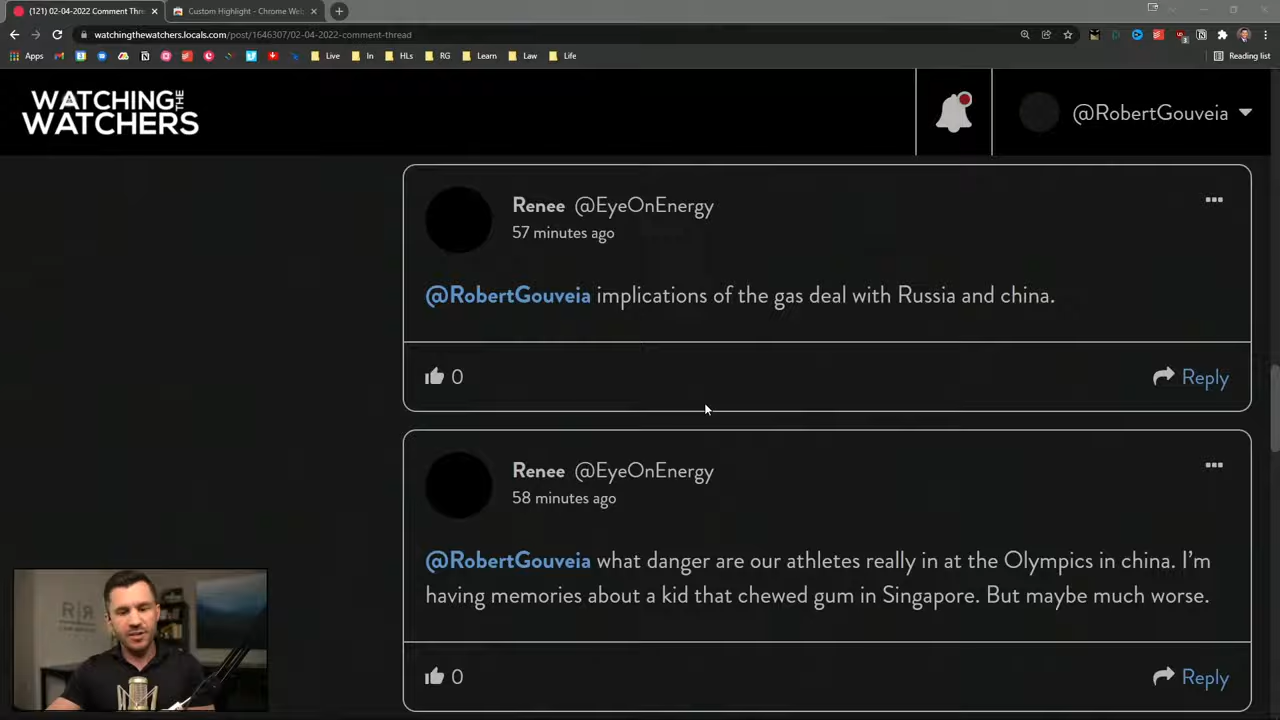 (121) 02-04-2022 Comment Thre
Custom Highlight - Chrome Web
watchingthewatchers.locals.com/post/1646307/02-04-2022-comment-thread
Apps
Live
In
HLs
RG
Learn
Law
Life
Reading list
WATCHING THE
WATCHERS
@RobertGouveia
Renee @EyeOnEnergy
57 minutes ago
@RobertGouveia implications of the gas deal with Russia and china.
0
Reply
Renee @EyeOnEnergy
58 minutes ago
@RobertGouveia what danger are our athletes really in at the Olympics in china. I'm
having memories about a kid that chewed gum in Singapore. But maybe much worse.
0
Reply
R|R